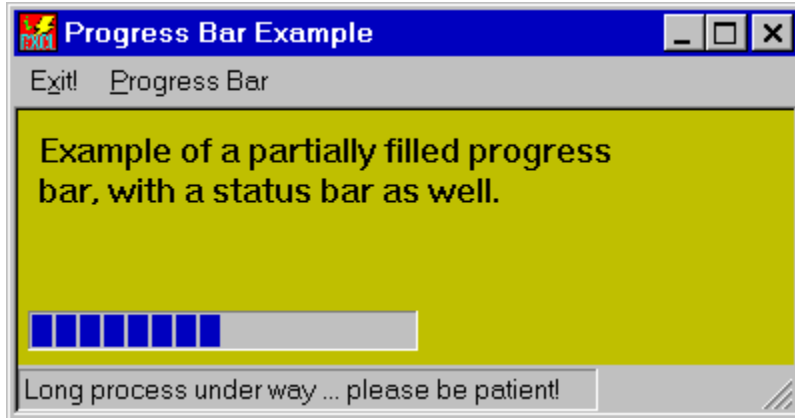 EXCL
Progress Bar Example
Exit! Progress Bar
Example of a partially filled progress
bar, with a status bar as well.
Long process under way ... please be patient!